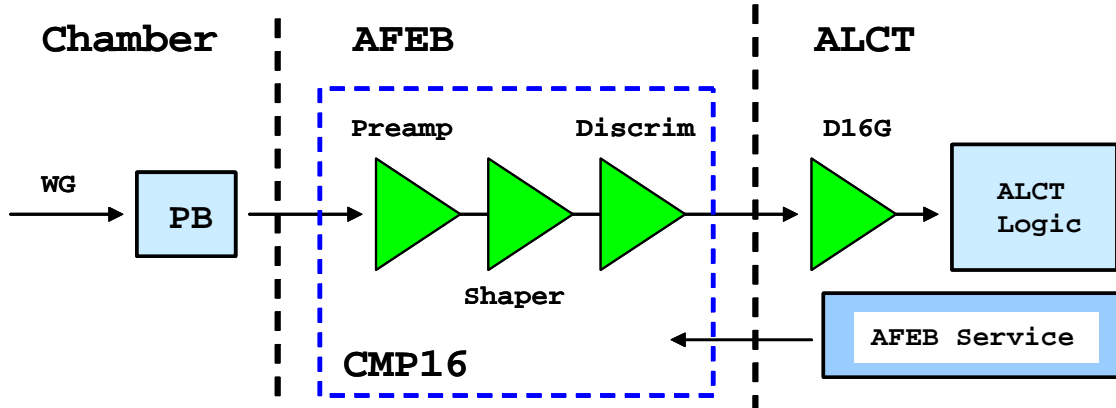 Chamber
AFEB
ALCT
Preamp
Discrim
D16G
WG
PB
ALCT
Logic
Shaper
AFEB Service
CMP16